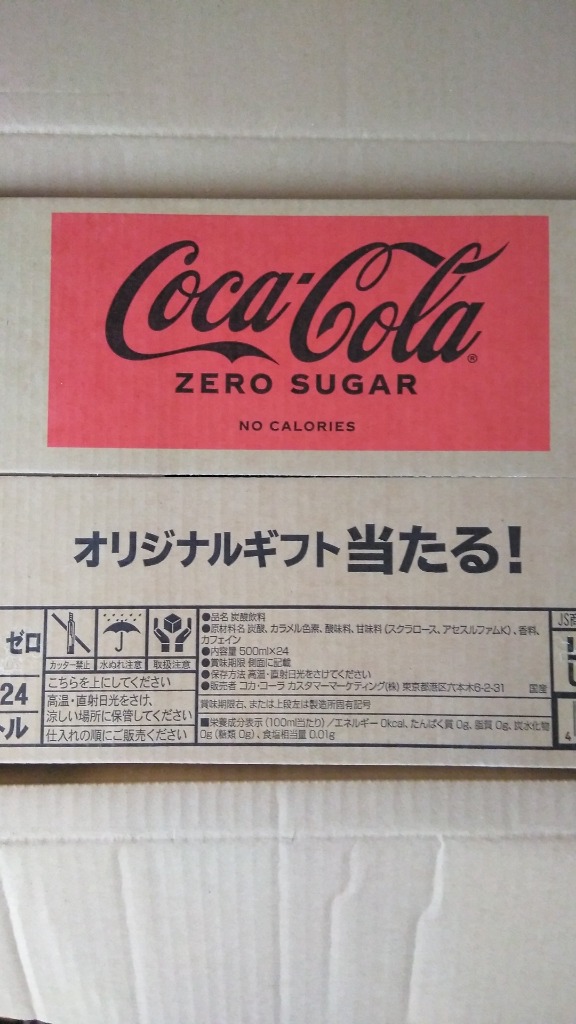 Coca-Cola®
ZERO SUGAR
NO CALORIES
オリジナルギフト当たる!
ゼロ
24
トル
カッター禁止
水ぬれ注意
取扱注意
こちらを上にしてください
高温・直射日光をさけ、
涼しい場所に保管してください
仕入れの順にご販売ください
●品名 炭酸飲料
●原材料名 炭酸、カラメル色素、酸味料、甘味料(スクラロース、アセスルファムK)、香料、
カフェイン
●内容量 500ml×24
●賞味期限 側面に記載
●保存方法 高温・直射日光をさけてください
●販売者 コカ・コーラ カスタマーマーケティング(株) 東京都港区六本木6-2-31 国産
賞味期限右、または上段左は製造所固有記号
■栄養成分表示(100ml当たり)/エネルギー 0kcal、たんぱく質 0g、脂質 0g、炭水化物
0g(糖類 0g)、食塩相当量 0.01g
4